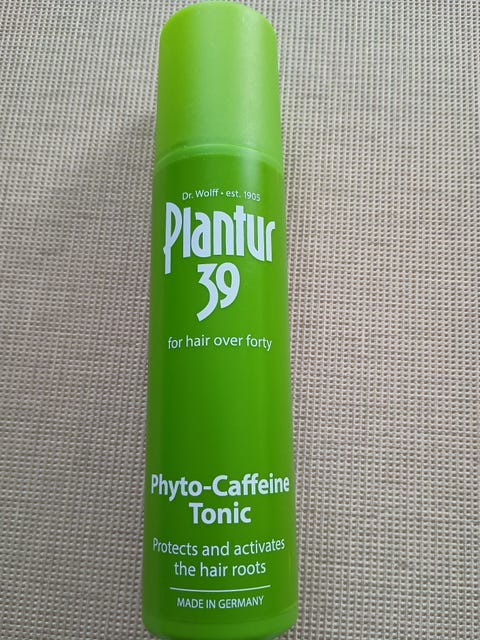 Dr. Wolff • est. 1905
Plantur
39
for hair over forty
Phyto-Caffeine
Tonic
Protects and activates
the hair roots
MADE IN GERMANY